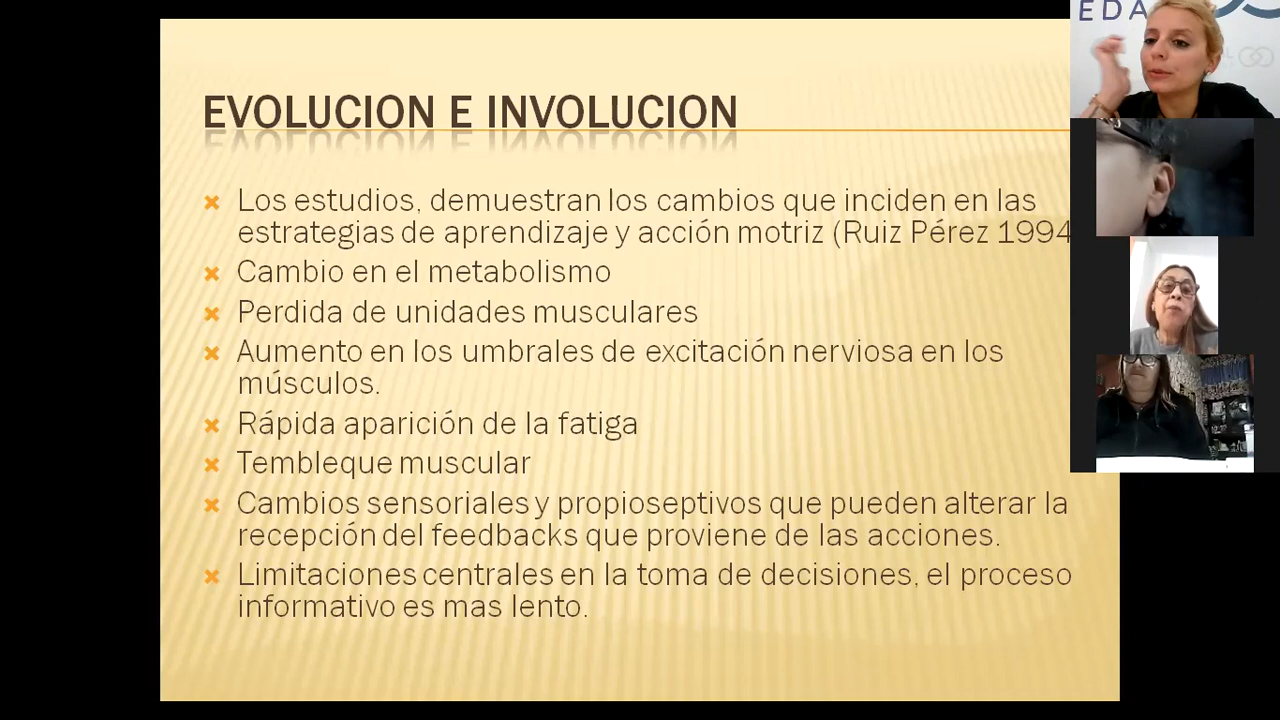 EDA
EVOLUCION E INVOLUCION
Los estudios, demuestran los cambios que inciden en las
estrategias de aprendizaje y acción motriz (Ruiz Pérez 1994
Cambio en el metabolismo
Perdida de unidades musculares
Aumento en los umbrales de excitación nerviosa en los
músculos.
Rápida aparición de la fatiga
Tembleque muscular
Cambios sensoriales y propioseptivos que pueden alterar la
recepción del feedbacks que proviene de las acciones.
Limitaciones centrales en la toma de decisiones, el proceso
informativo es mas lento.